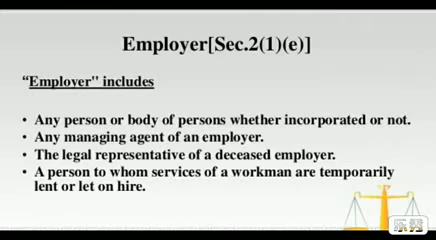 Employer[Sec.2(1)(e)]
“Employer" includes
• Any person or body of persons whether incorporated or not.
• Any managing agent of an employer.
• The legal representative of a deceased employer.
• A person to whom services of a workman are temporarily
lent or let on hire.